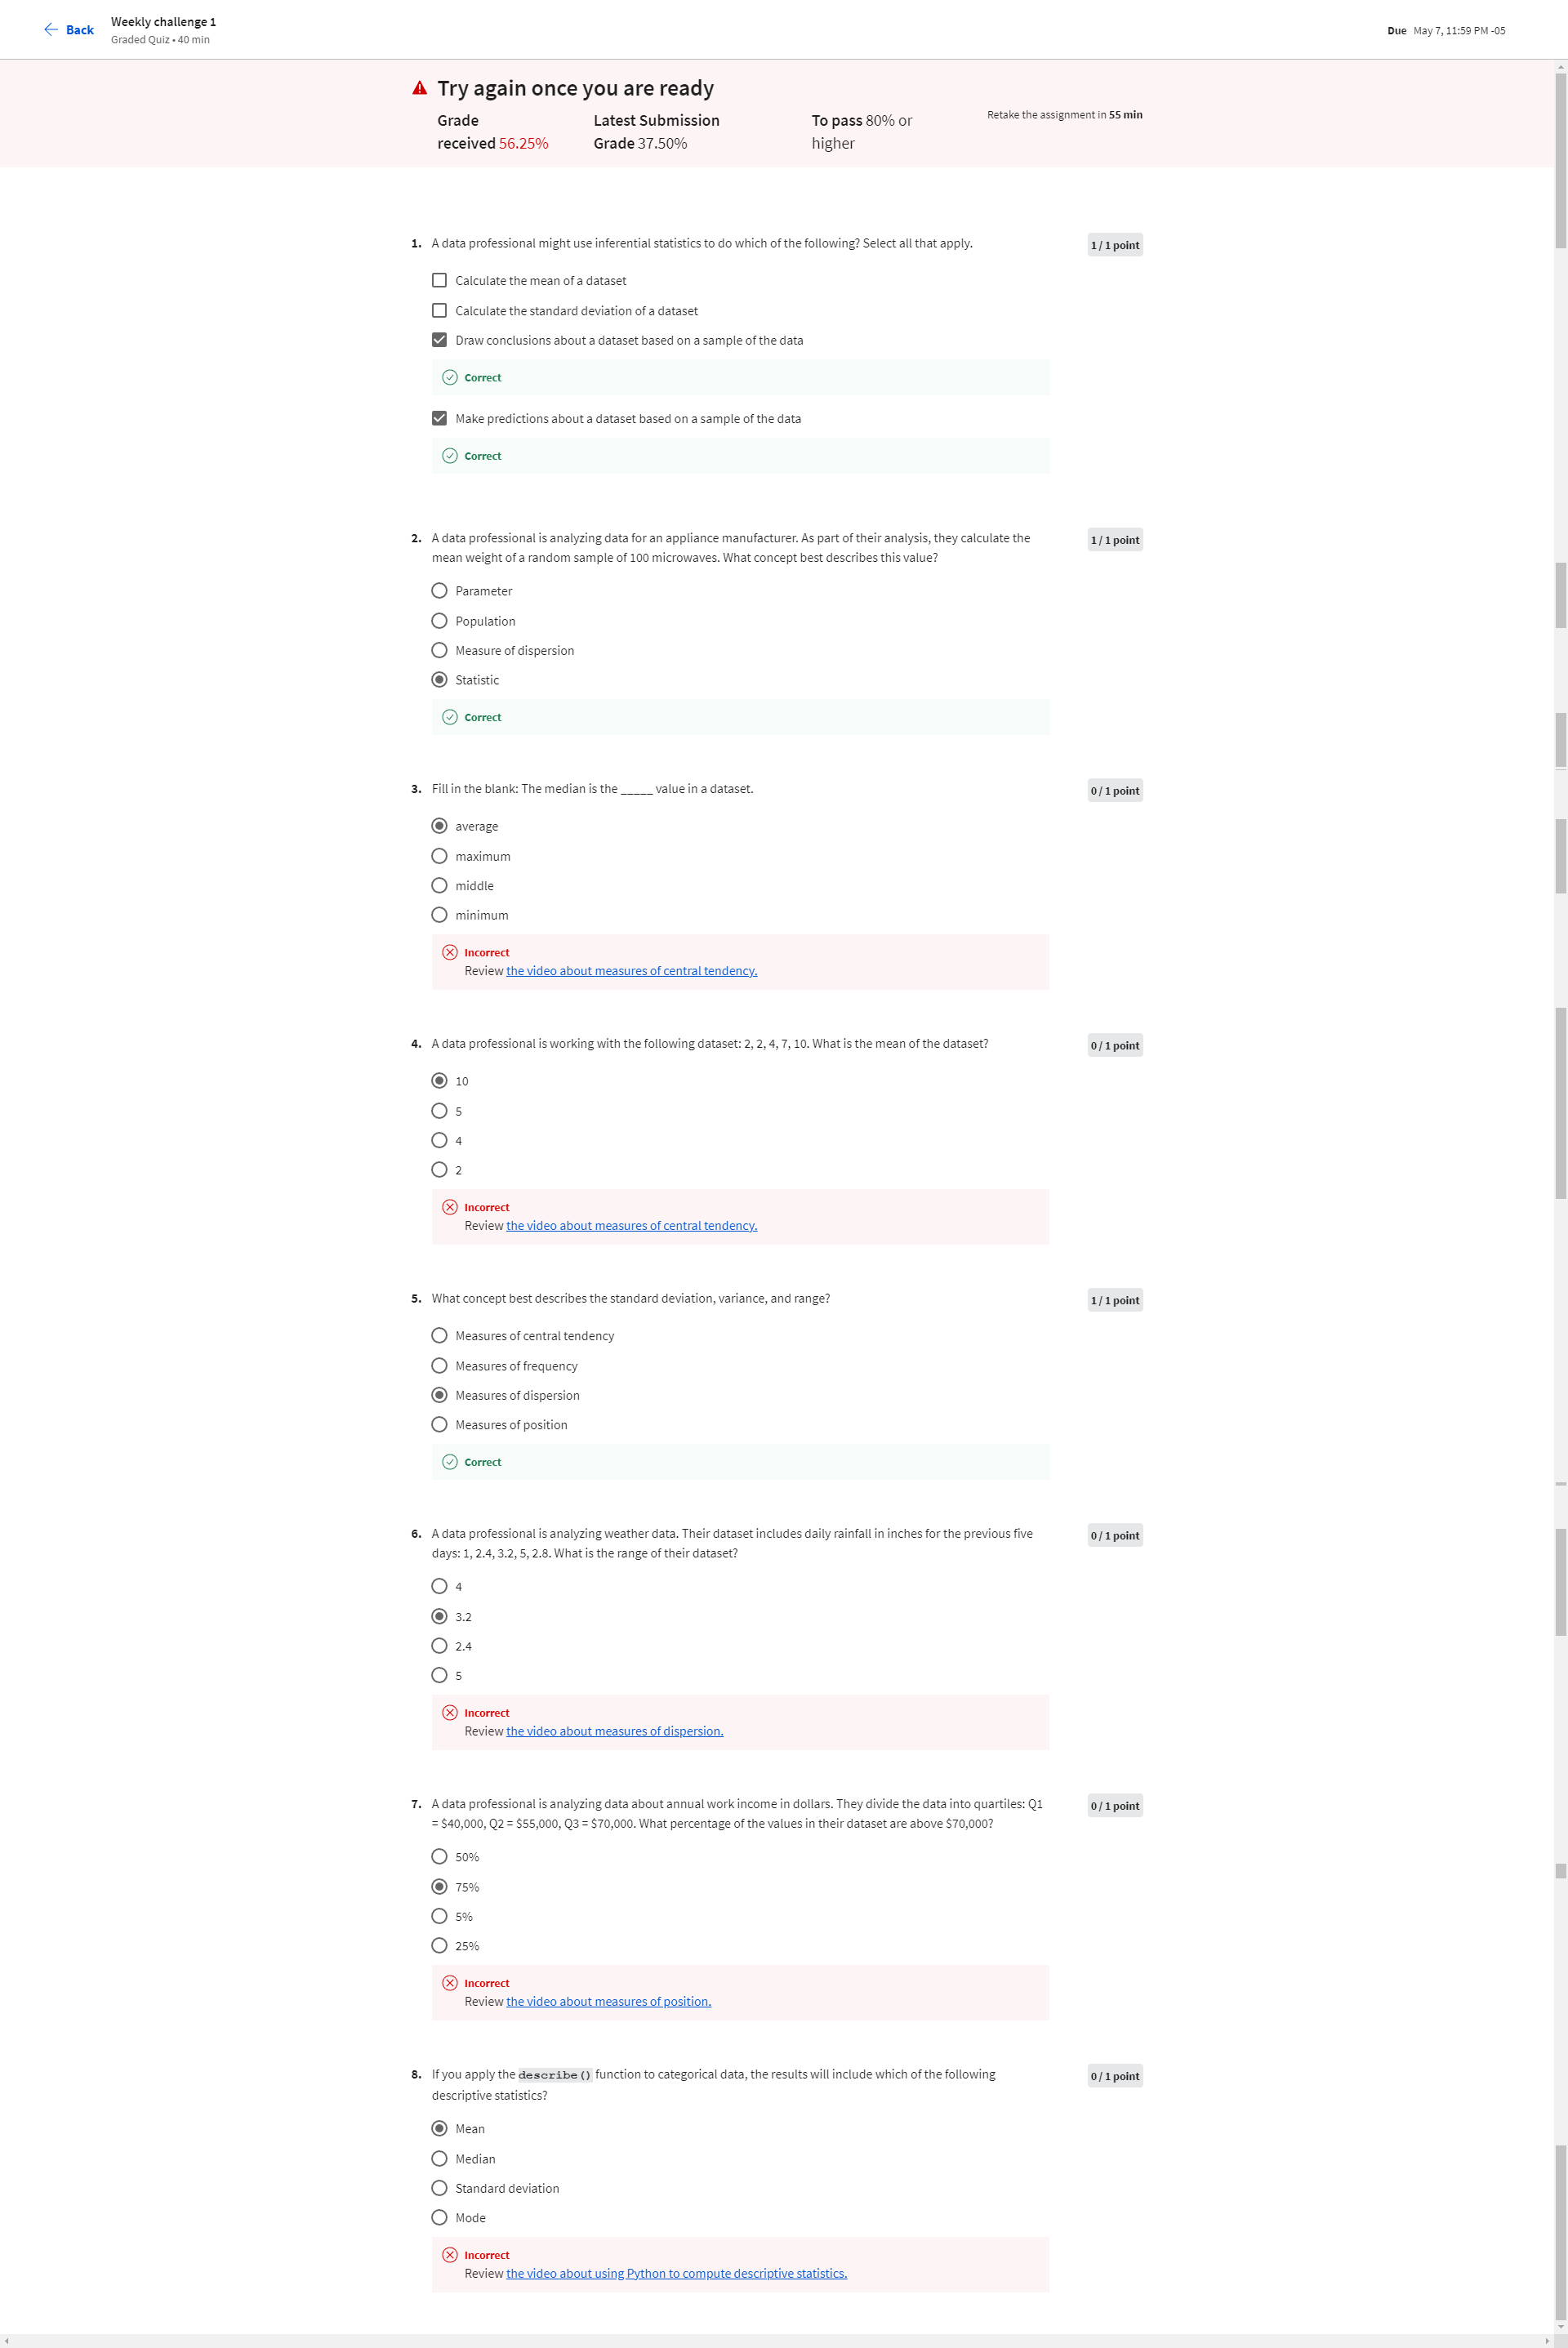 Back
Weekly challenge 1
Graded Quiz • 40 min
Due May 7, 11:59 PM -05
Try again once you are ready
Grade
received 56.25%
Latest Submission
Grade 37.50%
To pass 80% or
higher
Retake the assignment in 55 min
1. A data professional might use inferential statistics to do which of the following? Select all that apply.
1 / 1 point
Calculate the mean of a dataset
Calculate the standard deviation of a dataset
Draw conclusions about a dataset based on a sample of the data
Correct
Make predictions about a dataset based on a sample of the data
Correct
2. A data professional is analyzing data for an appliance manufacturer. As part of their analysis, they calculate the
mean weight of a random sample of 100 microwaves. What concept best describes this value?
1 / 1 point
Parameter
Population
Measure of dispersion
Statistic
Correct
3. Fill in the blank: The median is the _____ value in a dataset.
0 / 1 point
average
maximum
middle
minimum
Incorrect
Review the video about measures of central tendency.
4. A data professional is working with the following dataset: 2, 2, 4, 7, 10. What is the mean of the dataset?
0 / 1 point
10
5
4
2
Incorrect
Review the video about measures of central tendency.
5. What concept best describes the standard deviation, variance, and range?
1 / 1 point
Measures of central tendency
Measures of frequency
Measures of dispersion
Measures of position
Correct
6. A data professional is analyzing weather data. Their dataset includes daily rainfall in inches for the previous five
days: 1, 2.4, 3.2, 5, 2.8. What is the range of their dataset?
0 / 1 point
4
3.2
2.4
5
Incorrect
Review the video about measures of dispersion.
7. A data professional is analyzing data about annual work income in dollars. They divide the data into quartiles: Q1
= $40,000, Q2 = $55,000, Q3 = $70,000. What percentage of the values in their dataset are above $70,000?
0 / 1 point
50%
75%
5%
25%
Incorrect
Review the video about measures of position.
8. If you apply the describe() function to categorical data, the results will include which of the following
descriptive statistics?
0 / 1 point
Mean
Median
Standard deviation
Mode
Incorrect
Review the video about using Python to compute descriptive statistics.